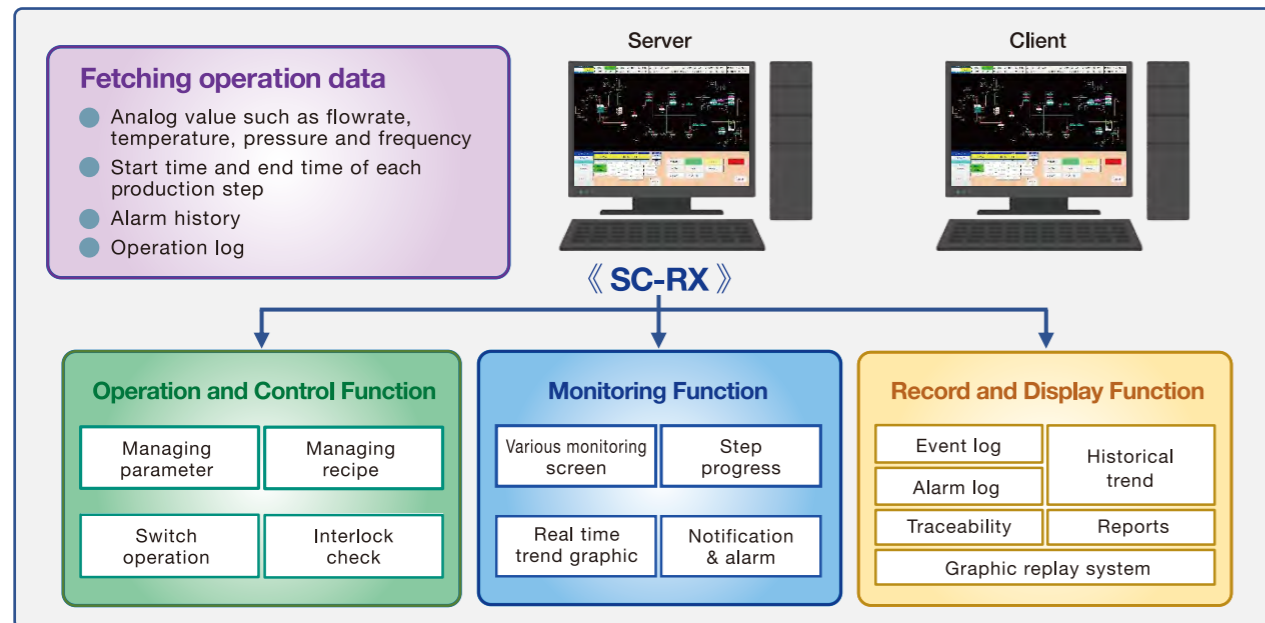 Server
Client
Fetching operation data
Analog value such as flowrate,
temperature, pressure and frequency
Start time and end time of each
production step
Alarm history
Operation log
《 SC-RX 》
Operation and Control Function
Managing
parameter
Managing
recipe
Switch
operation
Interlock
check
Monitoring Function
Various monitoring
screen
Step
progress
Real time
trend graphic
Notification
& alarm
Record and Display Function
Event log
Alarm log
Historical
trend
Traceability
Reports
Graphic replay system